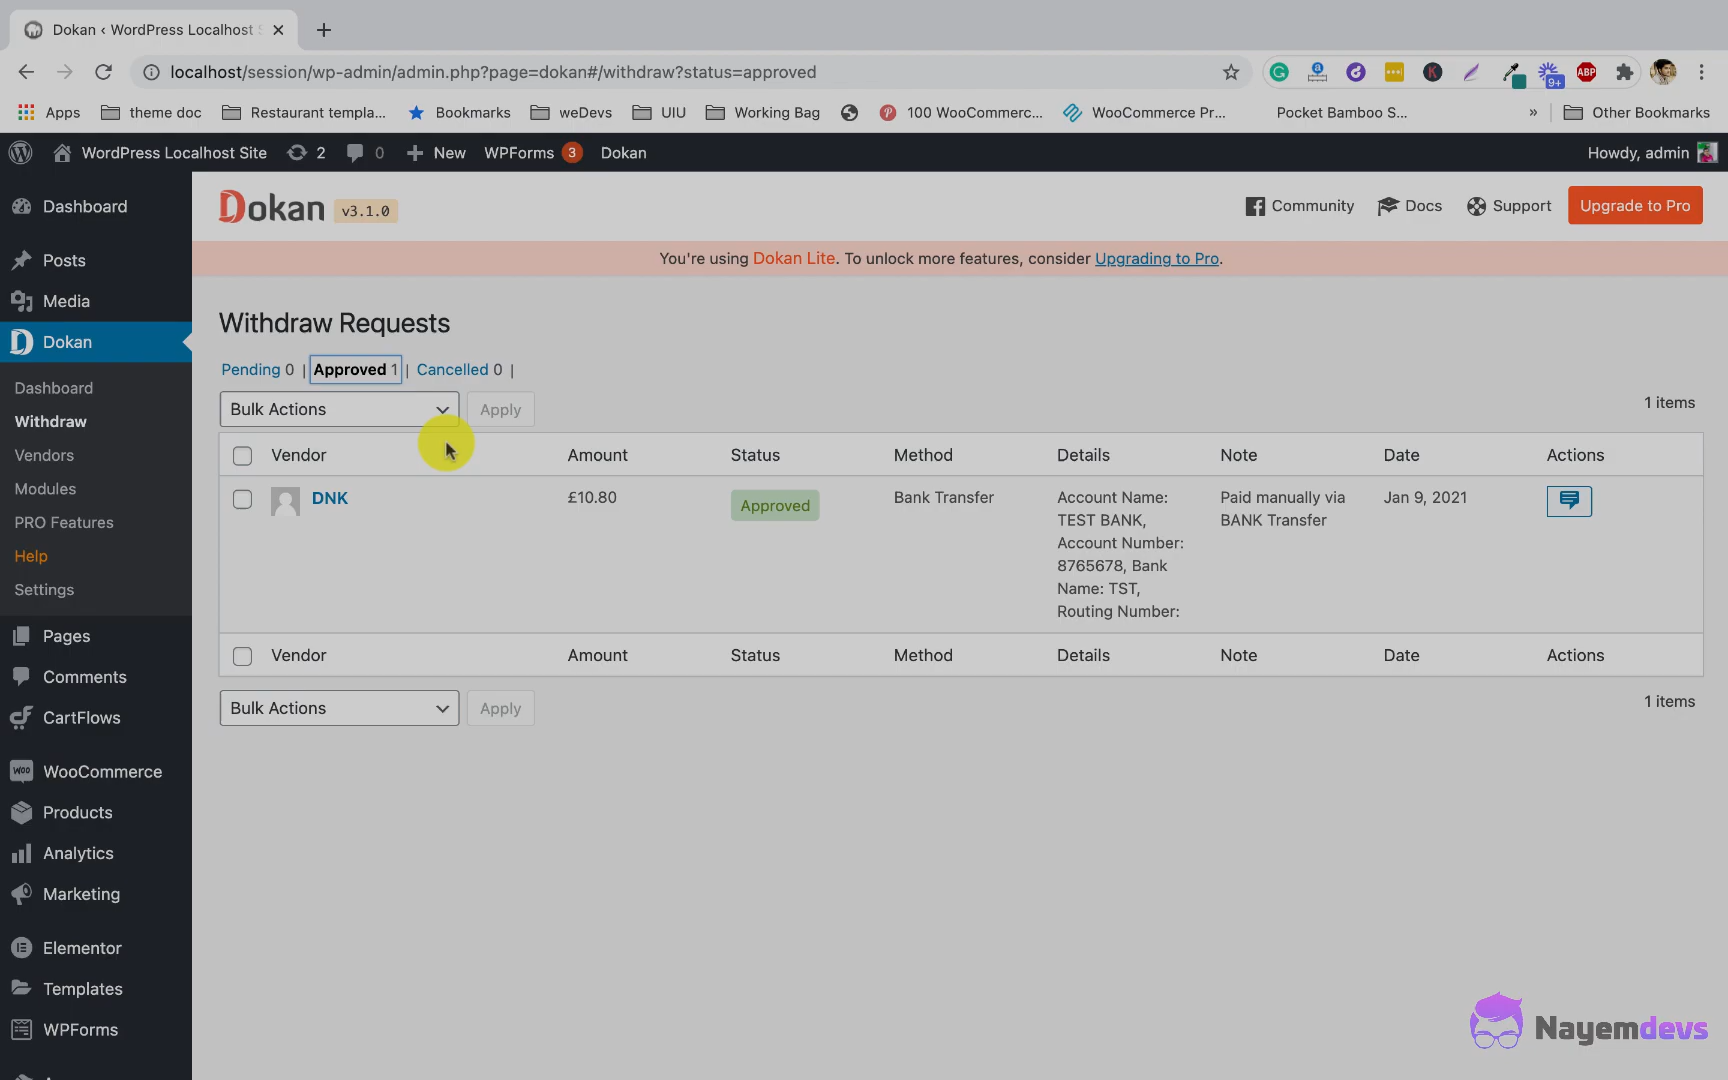 Dokan ‹ WordPress Localhost
localhost/session/wp-admin/admin.php?page=dokan#/withdraw?status=approved
ABP
9+
Apps
theme doc
Restaurant templa...
Bookmarks
weDevs
UIU
Working Bag
100 WooCommerc...
WooCommerce Pr...
Pocket Bamboo S...
»
Other Bookmarks
WordPress Localhost Site
2
0
New
WPForms 3
Dokan
Howdy, admin
Dashboard
Posts
Media
Dokan
Dashboard
Withdraw
Vendors
Modules
PRO Features
Help
Settings
Pages
Comments
CartFlows
WooCommerce
Products
Analytics
Marketing
Elementor
Templates
WPForms
Dokan v3.1.0
Community
Docs
Support
Upgrade to Pro
You're using Dokan Lite. To unlock more features, consider Upgrading to Pro.
Withdraw Requests
Pending 0 | Approved 1 | Cancelled 0 |
Bulk Actions
Apply
1 items
Vendor Amount Status Method Details Note Date Actions
DNK
£10.80
Approved
Bank Transfer
Account Name:
TEST BANK,
Account Number:
8765678, Bank
Name: TST,
Routing Number:
Paid manually via
BANK Transfer
Jan 9, 2021
Vendor Amount Status Method Details Note Date Actions
Bulk Actions
Apply
1 items
Nayemdevs